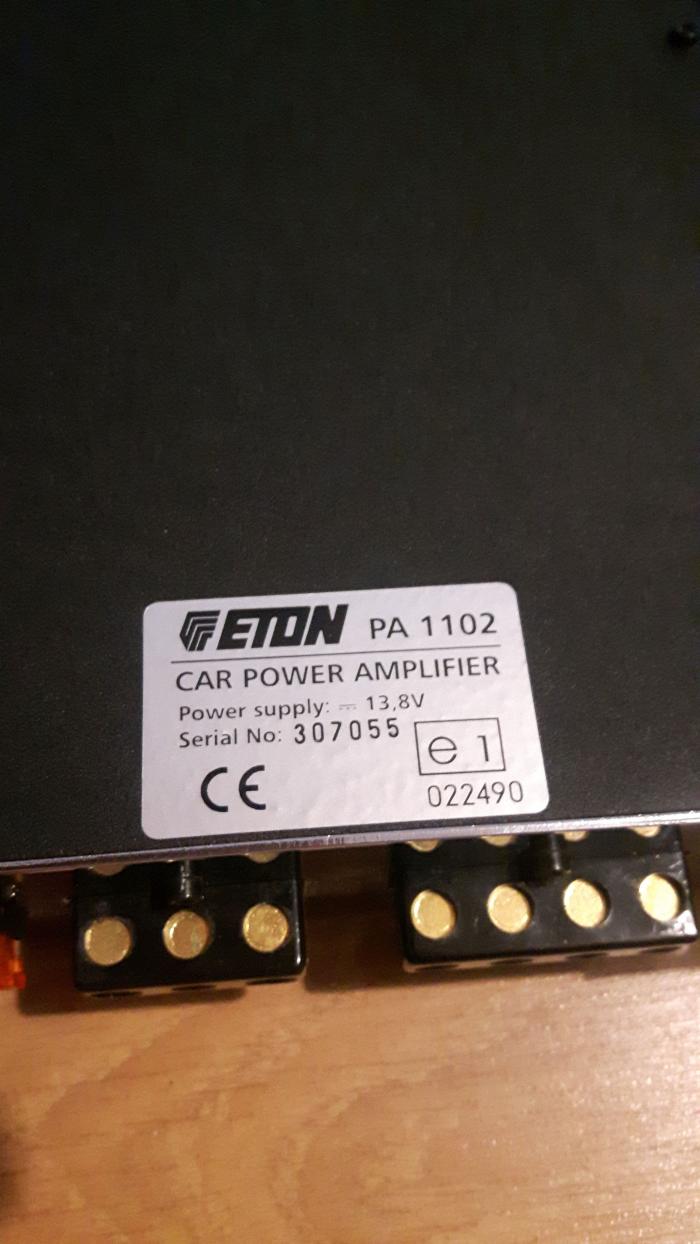 ETON PA 1102
CAR POWER AMPLIFIER
Power supply: ⎓ 13,8V
Serial No: 307055
e 1
CE
022490